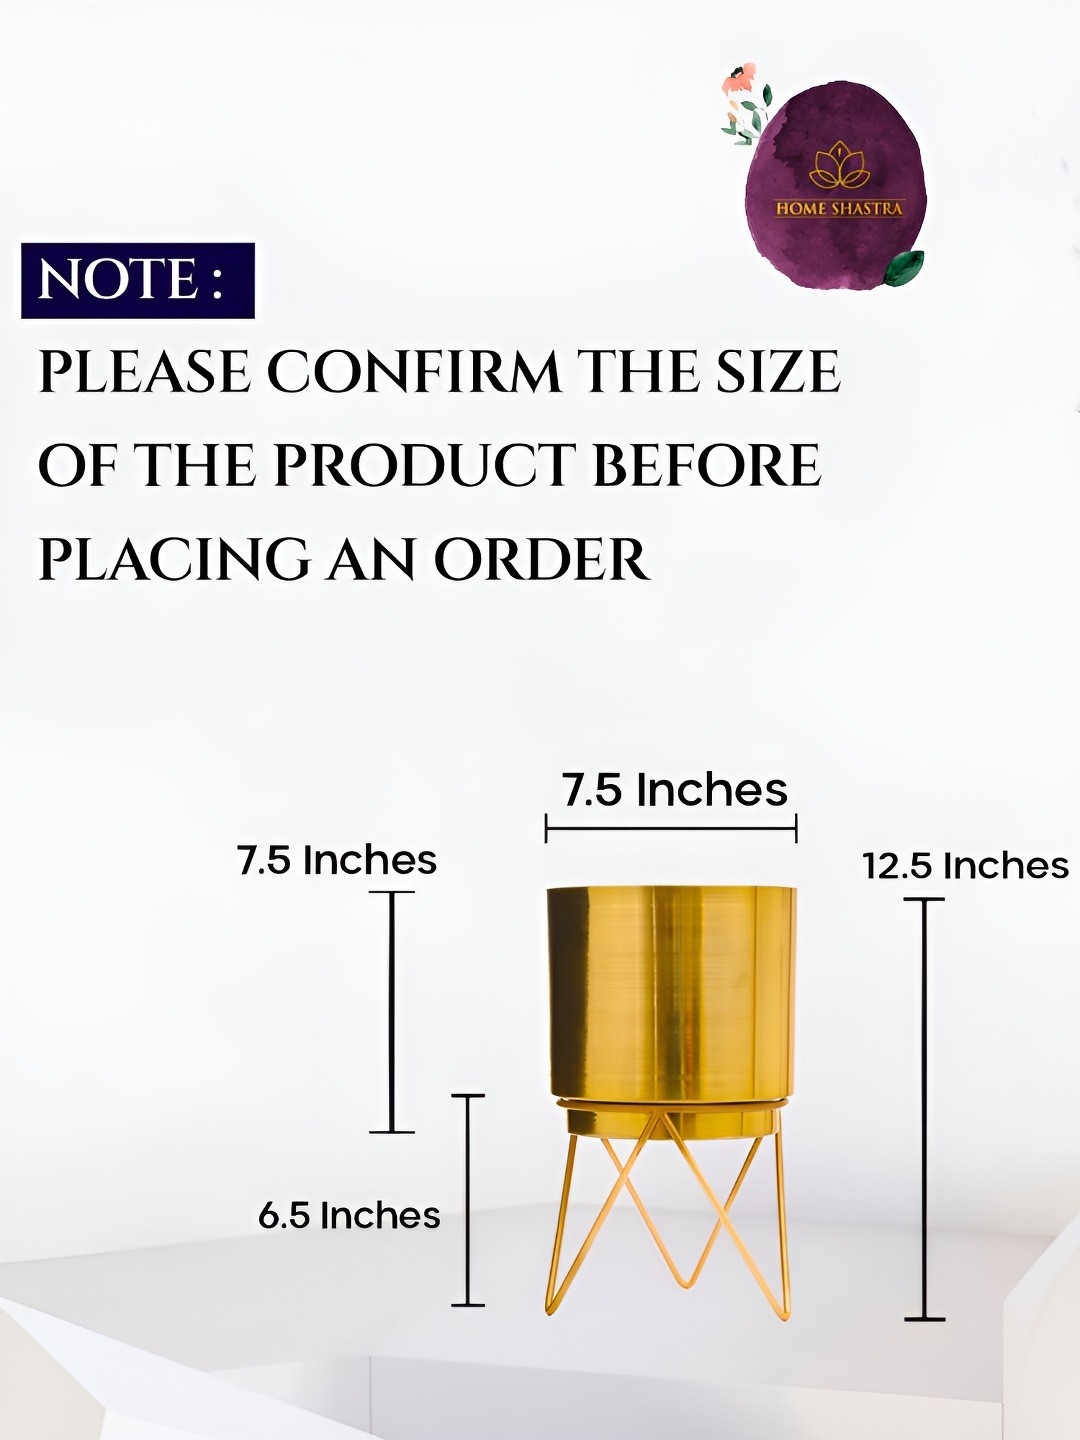 HOME SHASTRA
NOTE :
PLEASE CONFIRM THE SIZE
OF THE PRODUCT BEFORE
PLACING AN ORDER
7.5 Inches
7.5 Inches
12.5 Inches
6.5 Inches